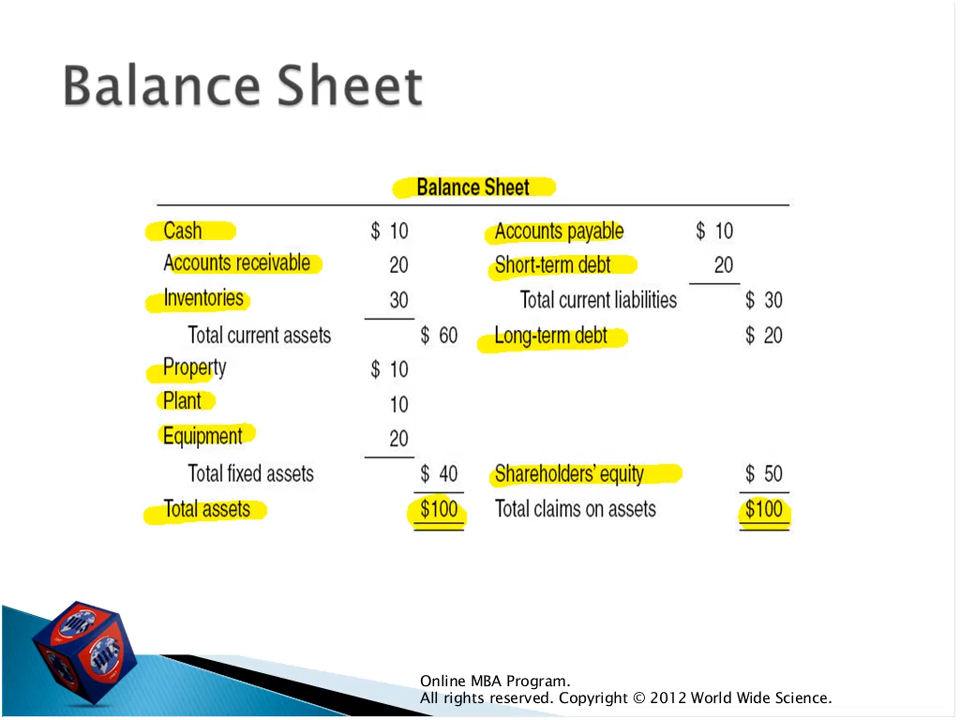 Balance Sheet
Balance Sheet
Cash $ 10 Accounts payable $ 10
Accounts receivable 20 Short-term debt 20
Inventories 30 Total current liabilities $ 30
Total current assets $ 60 Long-term debt $ 20
Property $ 10
Plant 10
Equipment 20
Total fixed assets $ 40 Shareholders' equity $ 50
Total assets $100 Total claims on assets $100
Online MBA Program.
All rights reserved. Copyright © 2012 World Wide Science.